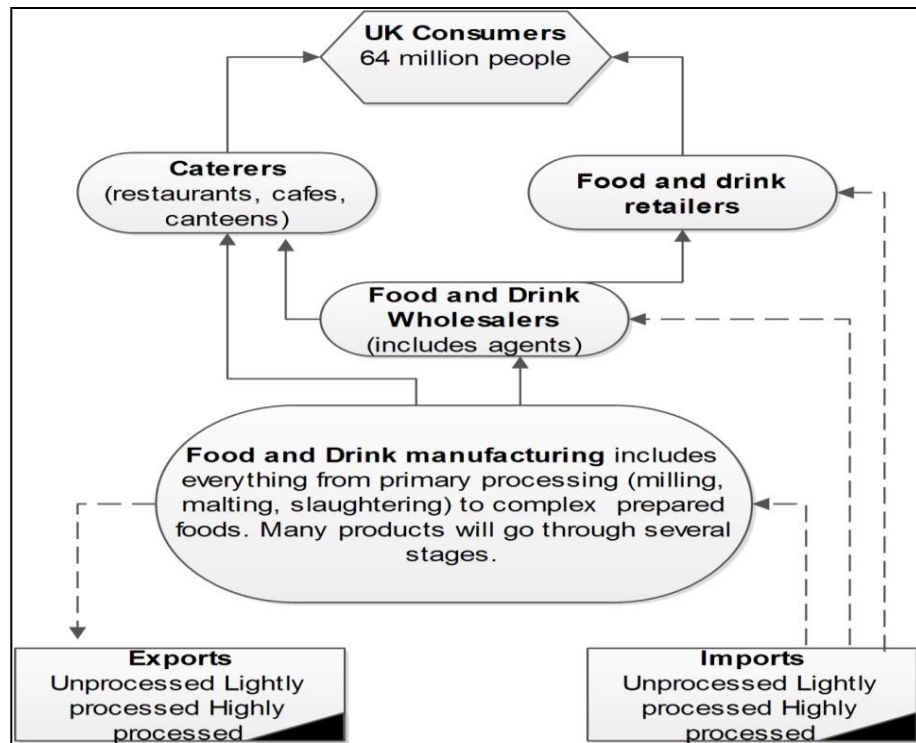 UK Consumers
64 million people
Caterers
(restaurants, cafes,
canteens)
Food and drink
retailers
Food and Drink
Wholesalers
(includes agents)
Food and Drink manufacturing includes
everything from primary processing (milling,
malting, slaughtering) to complex prepared
foods. Many products will go through several
stages.
Exports
Unprocessed Lightly
processed Highly
processed
Imports
Unprocessed Lightly
processed Highly
processed